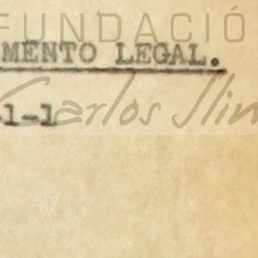 FUNDACIÓ
MENTO LEGAL.
Carlos Slim
1-1